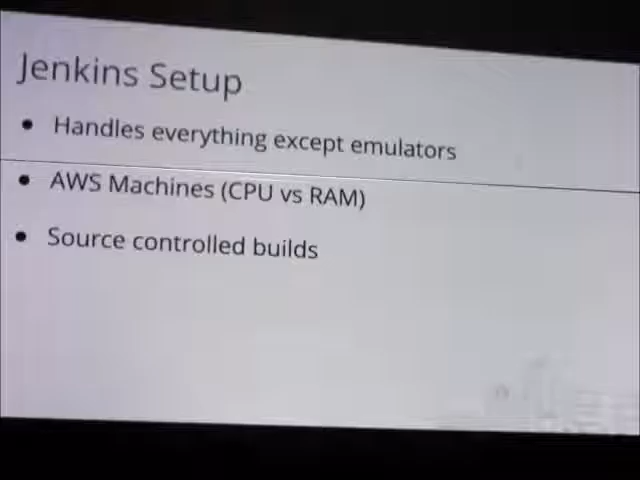 Jenkins Setup
• Handles everything except emulators
• AWS Machines (CPU vs RAM)
• Source controlled builds